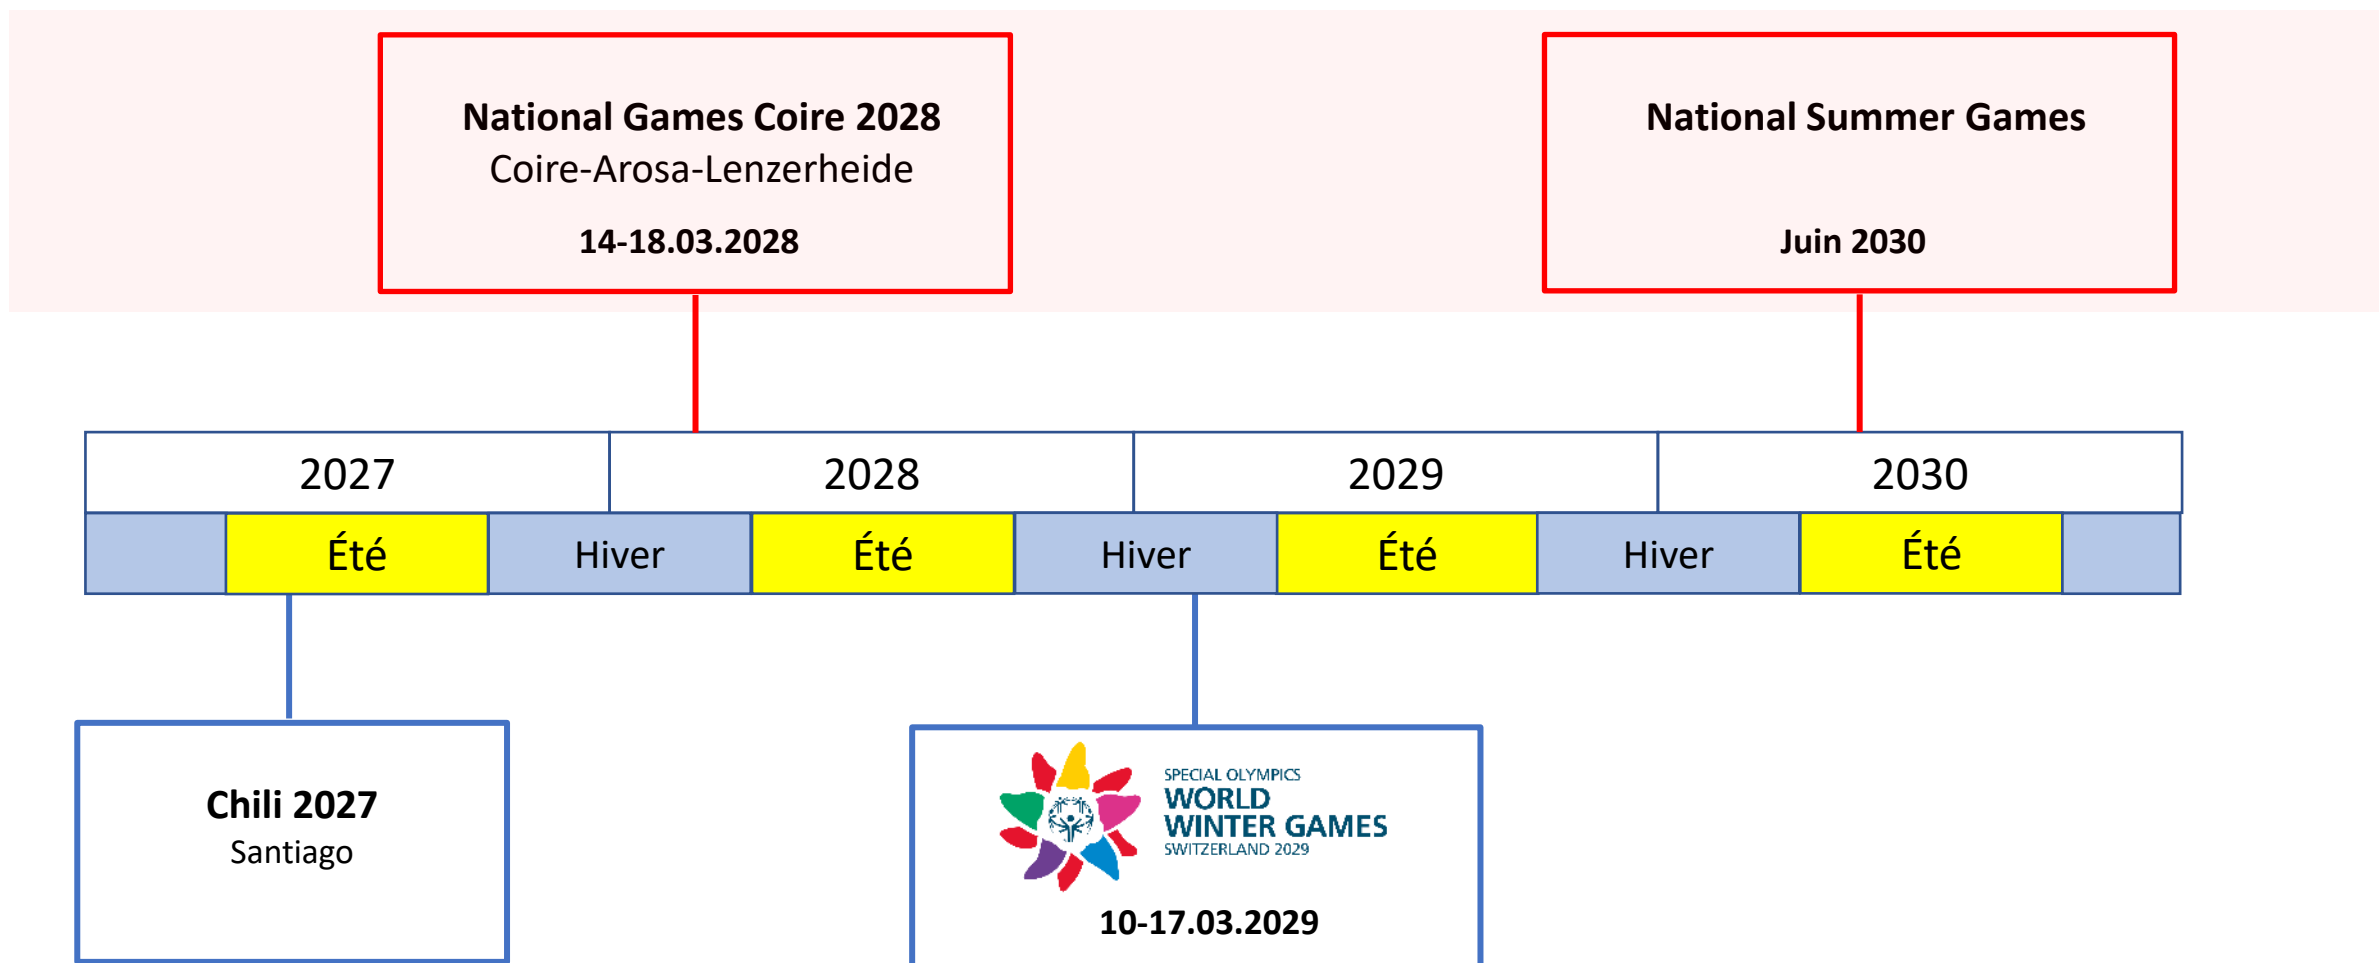 National Games Coire 2028
Coire-Arosa-Lenzerheide
14-18.03.2028
National Summer Games
Juin 2030
2027 2028 2029 2030
Été Hiver Été Hiver Été Hiver Été
Chili 2027
Santiago
SPECIAL OLYMPICS
WORLD
WINTER GAMES
SWITZERLAND 2029
10-17.03.2029